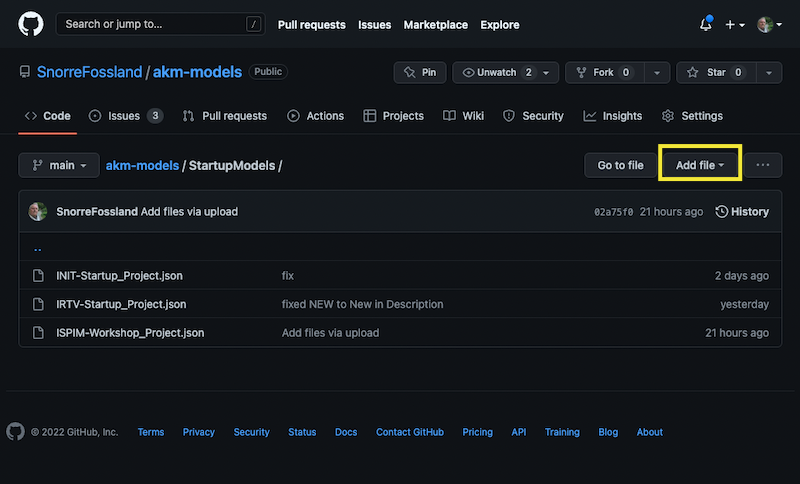 Search or jump to... / Pull requests Issues Marketplace Explore
SnorreFossland / akm-models Public Pin Unwatch 2 Fork 0 Star 0
Code Issues 3 Pull requests Actions Projects Wiki Security Insights Settings
main akm-models / StartupModels / Go to file Add file ...
SnorreFossland Add files via upload 02a75f0 21 hours ago History
..
INIT-Startup_Project.json fix 2 days ago
IRTV-Startup_Project.json fixed NEW to New in Description yesterday
ISPIM-Workshop_Project.json Add files via upload 21 hours ago
© 2022 GitHub, Inc. Terms Privacy Security Status Docs Contact GitHub Pricing API Training Blog About